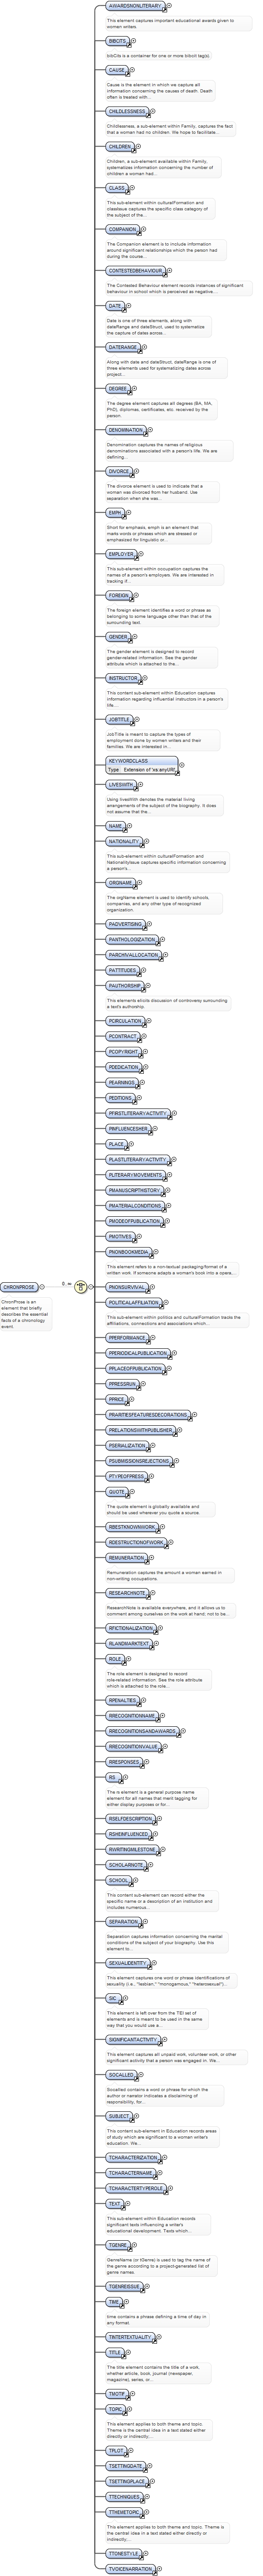 AWARDSNONLITERARY
This element captures important educational awards given to
women writers.
BIBCITS
bibCits is a container for one or more bibcit tag(s).
CAUSE
Cause is the element in which we capture all
information concerning the causes of death. Death
often is treated with...
CHILDLESSNESS
Childlessness, a sub-element within Family, captures the fact
that a woman had no children. We hope to facilitate...
CHILDREN
Children, a sub-element available within Family,
systematizes information concerning the number of
children a woman had...
CLASS
This sub-element within culturalFormation and
classIssue captures the specific class category of
the subject of the...
COMPANION
The Companion element is to include information
around significant relationships which the person had
during the course...
CONTESTEDBEHAVIOUR
The Contested Behaviour element records instances of significant
behaviour in school which is perceived as negative,...
DATE
Date is one of three elements, along with
dateRange and dateStruct, used to systematize
the capture of dates across...
DATERANGE
Along with date and dateStruct, dateRange is one of
three elements used for systematizing dates across
project...
DEGREE
The degree element captures all degrees (BA, MA,
PhD), diplomas, certificates, etc. received by the
person.
DENOMINATION
Denomination captures the names of religious
denominations associated with a person's life. We are
defining...
DIVORCE
The divorce element is used to indicate that a
woman was divorced from her husband. Use
separation when she was...
EMPH
Short for emphasis, emph is an element that
marks words or phrases which are stressed or
emphasized for linguistic or...
EMPLOYER
This sub-element within occupation captures the
names of a person's employers. We are interested in
tracking if...
FOREIGN
The foreign element identifies a word or phrase as
belonging to some language other than that of the
surrounding text.
GENDER
The gender element is designed to record
gender-related information. See the gender
attribute which is attached to the...
INSTRUCTOR
This content sub-element within Education captures
information regarding influential instructors in a person's
life....
JOBTITLE
JobTitle is meant to capture the types of
employment done by women writers and their
families. We are interested in...
KEYWORDCLASS
Type: Extension of 'xs:anyURI'
LIVESWITH
Using livesWith denotes the material living
arrangements of the subject of the biography. It does
not assume that the...
NAME
NATIONALITY
This sub-element within culturalFormation and
NationalityIssue captures specific information concerning
a person's...
ORGNAME
The orgName element is used to identify schools,
companies, and any other type of recognized
organization.
PADVERTISING
PANTHOLOGIZATION
PARCHIVALLOCATION
PATTITUDES
PAUTHORSHIP
This elements elicits discussion of controversy surrounding
a text's authorship.
PCIRCULATION
PCONTRACT
PCOPYRIGHT
PDEDICATION
PEARNINGS
PEDITIONS
PFIRSTLITERARYACTIVITY
PINFLUENCESHER
PLACE
PLASTLITERARYACTIVITY
PLITERARYMOVEMENTS
PMANUSCRIPTHISTORY
PMATERIALCONDITIONS
PMODEOFPUBLICATION
PMOTIVES
PNONBOOKMEDIA
This element refers to a non-textual packaging/format of a
written work. If someone adapts a woman's book into a opera,...
CHRONPROSE
ChronProse is an
element that briefly
describes the essential
facts of a chronology
event.
0..∞
PNONSURVIVAL
POLITICALAFFILIATION
This sub-element within politics and culturalFormation tracks the
affiliations, connections and associations which...
PPERFORMANCE
PPERIODICALPUBLICATION
PPLACEOFPUBLICATION
PPRESSRUN
PPRICE
PRARITIESFEATURESDECORATIONS
PRELATIONSWITHPUBLISHER
PSERIALIZATION
PSUBMISSIONSREJECTIONS
PTYPEOFPRESS
QUOTE
The quote element is globally available and
should be used wherever you quote a source.
RBESTKNOWNWORK
RDESTRUCTIONOFWORK
REMUNERATION
Remuneration captures the amount a woman earned in
non-writing occupations.
RESEARCHNOTE
ResearchNote is available everywhere, and it allows us to
comment among ourselves on the work at hand, not to be...
RFICTIONALIZATION
RLANDMARKTEXT
ROLE
The role element is designed to record
role-related information. See the role attribute
which is attached to the role...
RPENALTIES
RRECOGNITIONNAME
RRECOGNITIONSANDAWARDS
RRECOGNITIONVALUE
RRESPONSES
RS
The rs element is a general purpose name
element for all names that merit tagging for
either display purposes or for...
RSELFDESCRIPTION
RSHEINFLUENCED
RWRITINGMILESTONE
SCHOLARNOTE
SCHOOL
This content sub-element can record either the
specific name or a description of an institution and
includes numerous...
SEPARATION
Separation captures information concerning the marital
conditions of the subject of your biography. Use this
element to...
SEXUALIDENTITY
This element captures one word or phrase identifications of
sexuality (i.e., "lesbian," "monogamous," "heterosexual")...
SIC
This element is left over from the TEI set of
elements and is meant to be used in the same
way that you would use a...
SIGNIFICANTACTIVITY
This element captures all unpaid work, volunteer work, or other
significant activity that a person was engaged in. We...
SOCALLED
Socalled contains a word or phrase for which the
author or narrator indicates a disclaiming of
responsibility, for...
SUBJECT
This content sub-element in Education records areas
of study which are significant to a woman writer's
education. We...
TCHARACTERIZATION
TCHARACTERNAME
TCHARACTERTYPEROLE
TEXT
This sub-element within Education records
significant texts influencing a writer's
educational development. Texts which...
TGENRE
GenreName (or tGenre) is used to tag the name of
the genre according to a project-generated list of
genre names.
TGENREISSUE
TIME
time contains a phrase defining a time of day in
any format.
TINTERTEXTUALITY
TITLE
The title element contains the title of a work,
whether article, book, journal (newspaper,
magazine), series, or...
TMOTIF
TOPIC
This element applies to both theme and topic.
Theme is the central idea in a text stated either
directly or indirectly;...
TPLOT
TSETTINGDATE
TSETTINGPLACE
TTECHNIQUES
TTHEMETOPIC
This element applies to both theme and topic. Theme is
the central idea in a text stated either directly or
indirectly;...
TTONESTYLE
TVOICENARRATION